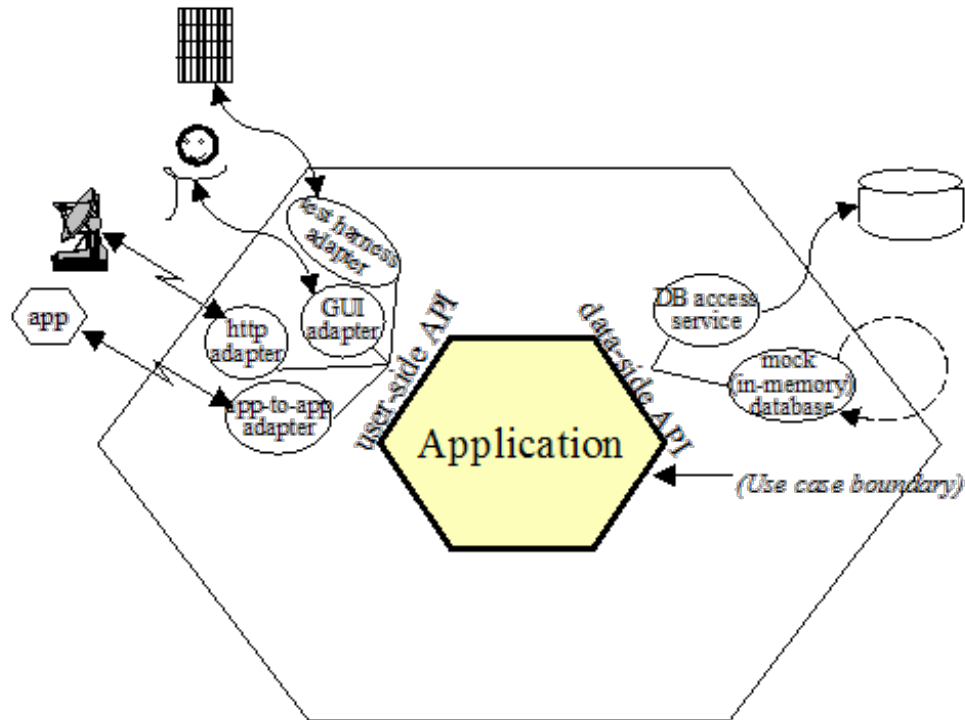 test harness
adapter
GUI
adapter
http
adapter
app
app-to-app
adapter
user-side API
data-side API
DB access
service
mock
(in-memory)
database
Application
(Use case boundary)